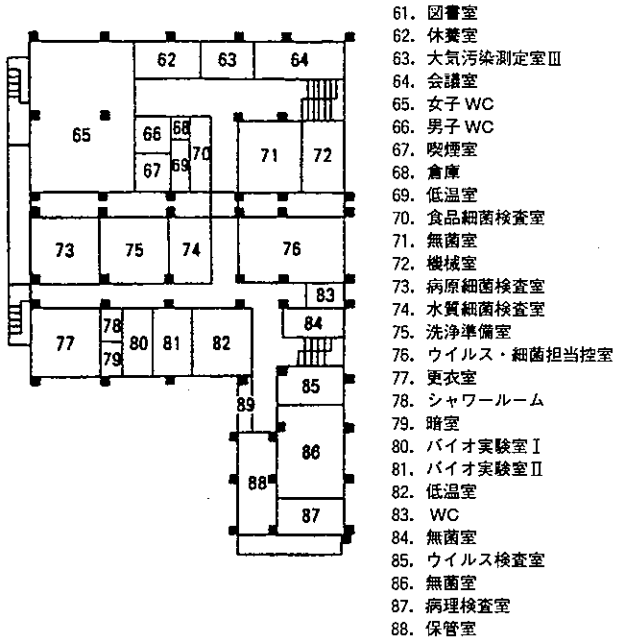 61. 図書室
62. 休養室
63. 大気汚染測定室Ⅲ
64. 会議室
65. 女子WC
66. 男子WC
67. 喫煙室
68. 倉庫
69. 低温室
70. 食品細菌検査室
71. 無菌室
72. 機械室
73. 病原細菌検査室
74. 水質細菌検査室
75. 洗浄準備室
76. ウイルス・細菌担当控室
77. 更衣室
78. シャワールーム
79. 暗室
80. バイオ実験室Ⅰ
81. バイオ実験室Ⅱ
82. 低温室
83. WC
84. 無菌室
85. ウイルス検査室
86. 無菌室
87. 病理検査室
88. 保管室
62 63 64
65 66 68 70 71 72
67 69
73 75 74 76
83
77 78 80 81 82 84
79
85
89
86
88
87